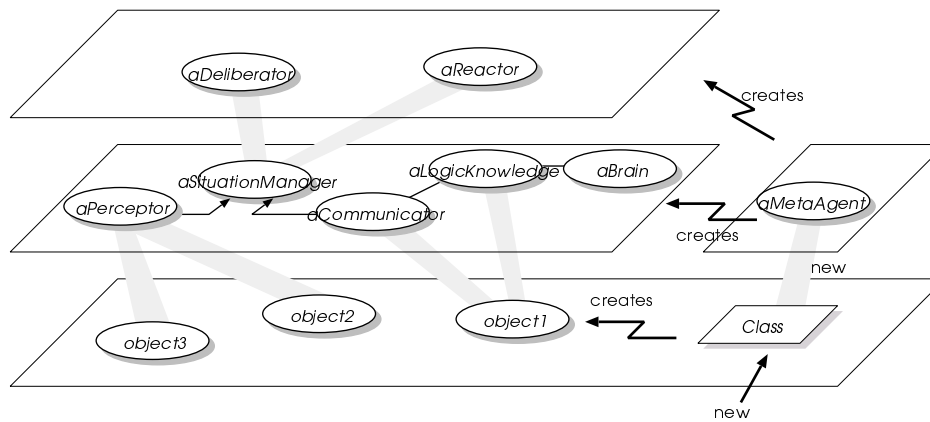 aDeliberator
aReactor
creates
aSituationManager
aLogicKnowledge
aBrain
aPerceptor
aCommunicator
aMetaAgent
creates
new
object3
object2
object1
creates
Class
new